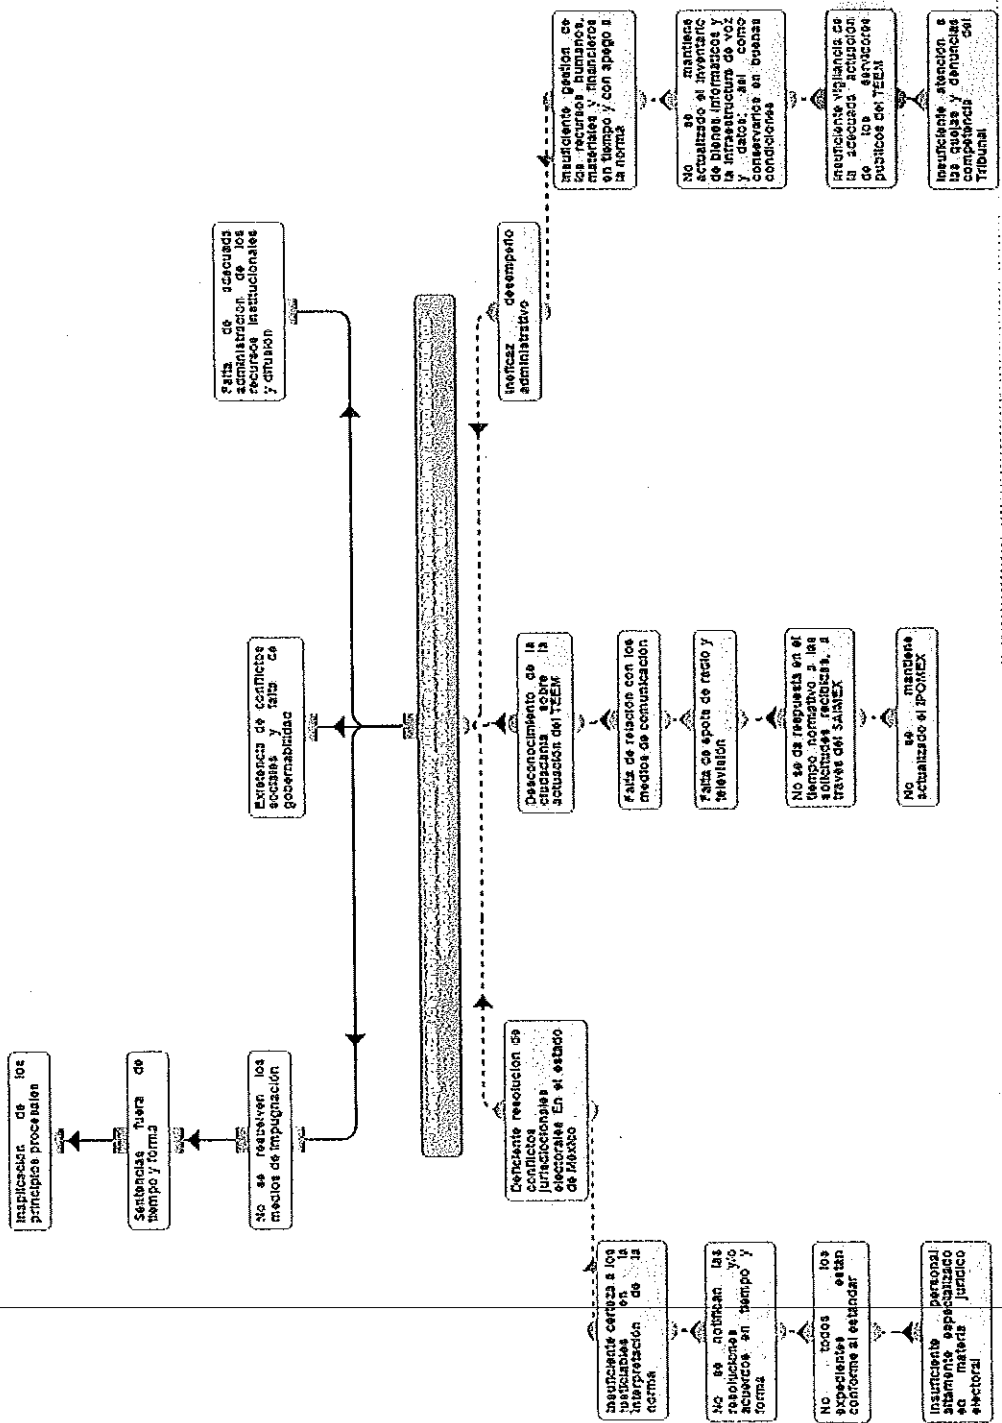 Inaplicación de los
principios procesales
Sentencias fuera de
tiempo y forma
No se resuelven los
medios de impugnación
Existencia de conflictos
sociales y falta de
gobernabilidad
Falta de adecuada
administración de los
recursos institucionales
y difusión
Deficiente resolución de
conflictos
jurisdiccionales
electorales En el estado
de México
Desconocimiento de la
ciudadanía sobre la
actuación del TEEM
Ineficaz desempeño
administrativo
Insuficiente certeza a los
justiciables en la
interpretación de la
norma
No se notifican las
resoluciones y/o
acuerdos en tiempo y
forma
No todos los
expedientes están
conforme al estándar
Insuficiente personal
altamente especializado
en materia jurídico
electoral
Falta de relación con los
medios de comunicación
Falta de spots de radio y
televisión
No se da respuesta en el
tiempo normativo a las
solicitudes recibidas, a
través del SAIMEX
No se mantiene
actualizado el IPOMEX
Insuficiente gestión de
los recursos humanos,
materiales y financieros
en tiempo y con apego a
la norma
No se mantiene
actualizado el inventario
de bienes informáticos y
la infraestructura de voz
y datos; así como
conservarlos en buenas
condiciones
Insuficiente vigilancia de
la adecuada actuación
de los servidores
públicos del TEEM
Insuficiente atención a
las quejas y denuncias
competencia del
Tribunal